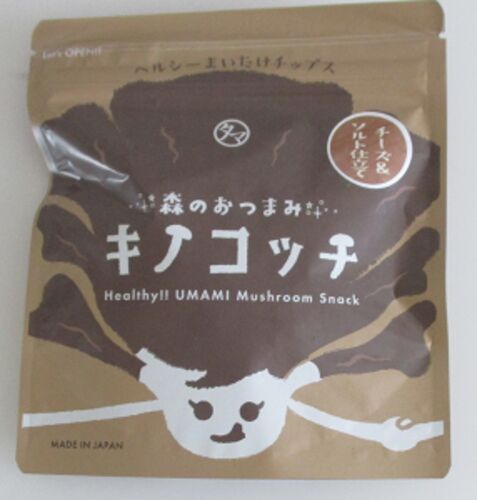 Let's OPEN!!
ヘルシーまいたけチップス
タマ
チーズ&
ソルト仕立て
森のおつまみ
キノコッチ
Healthy!! UMAMI Mushroom Snack
MADE IN JAPAN